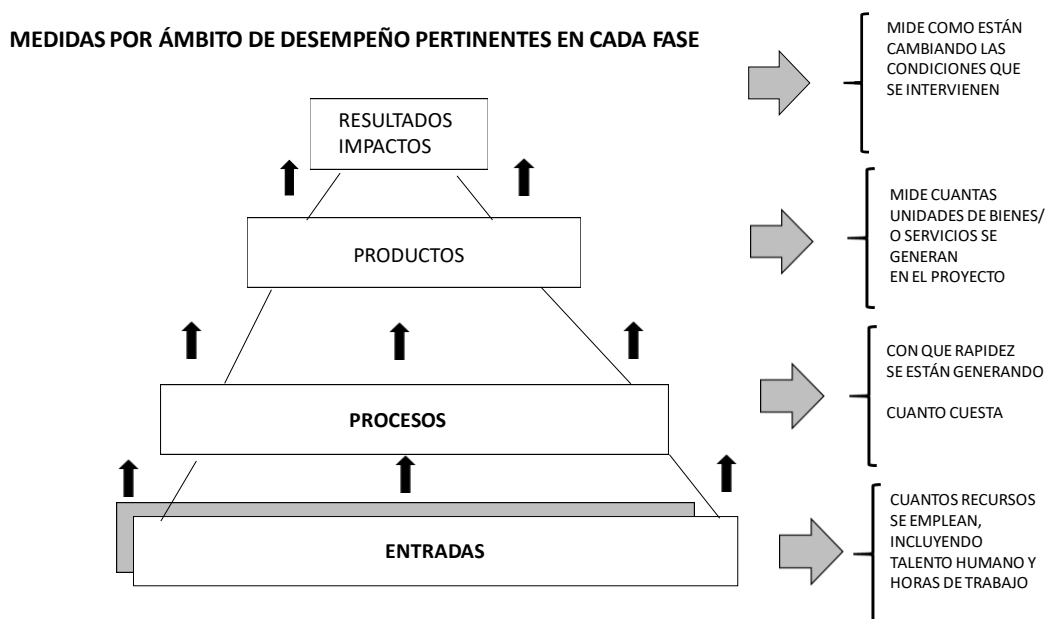 MEDIDAS POR ÁMBITO DE DESEMPEÑO PERTINENTES EN CADA FASE
RESULTADOS
IMPACTOS
MIDE COMO ESTÁN
CAMBIANDO LAS
CONDICIONES QUE
SE INTERVIENEN
PRODUCTOS
MIDE CUANTAS
UNIDADES DE BIENES/
O SERVICIOS SE
GENERAN
EN EL PROYECTO
PROCESOS
CON QUE RAPIDEZ
SE ESTÁN GENERANDO
CUANTO CUESTA
ENTRADAS
CUANTOS RECURSOS
SE EMPLEAN,
INCLUYENDO
TALENTO HUMANO Y
HORAS DE TRABAJO